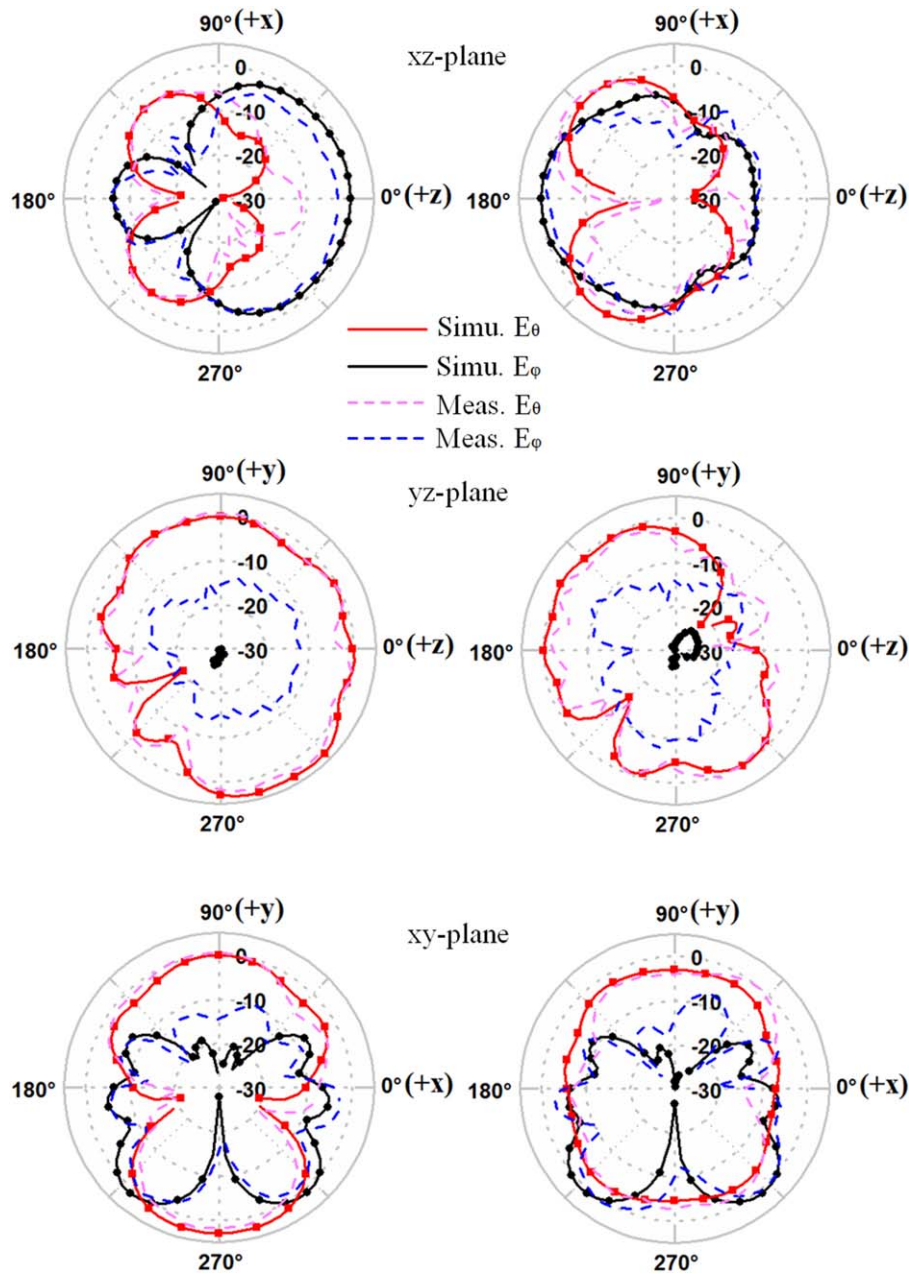 90° (+x) 90° (+x)
xz-plane
0 0
-10 -10
-20 -20
180° -30 0° (+z) 180° -30 0° (+z)
270° 270°
Simu. Eθ
Simu. Eφ
Meas. Eθ
Meas. Eφ
90° (+y) 90° (+y)
yz-plane
0 0
-10 -10
-20 -20
180° -30 0° (+z) 180° -30 0° (+z)
270° 270°
90° (+y) 90° (+y)
xy-plane
0 0
-10 -10
-20 -20
180° -30 0° (+x) 180° -30 0° (+x)
270° 270°